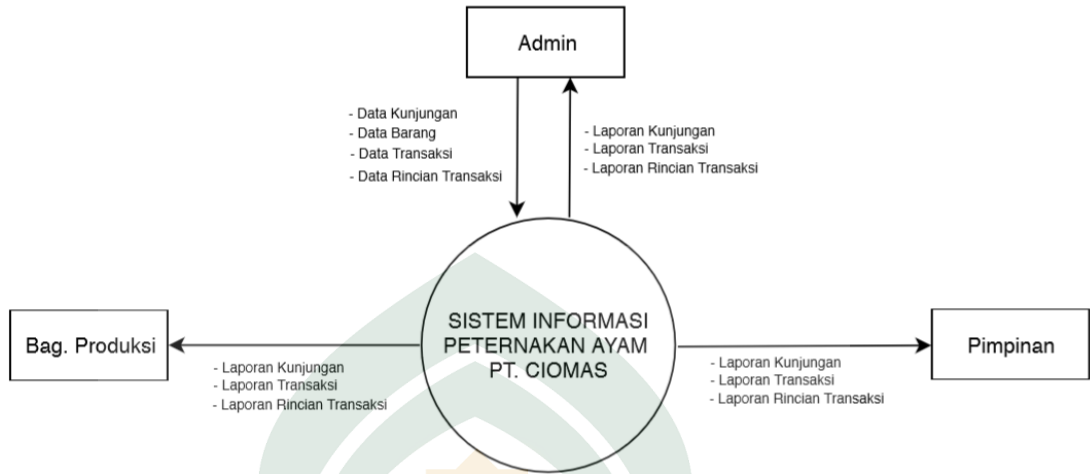 Admin
- Data Kunjungan
- Data Barang
- Data Transaksi
- Data Rincian Transaksi
- Laporan Kunjungan
- Laporan Transaksi
- Laporan Rincian Transaksi
Bag. Produksi
- Laporan Kunjungan
- Laporan Transaksi
- Laporan Rincian Transaksi
SISTEM INFORMASI
PETERNAKAN AYAM
PT. CIOMAS
- Laporan Kunjungan
- Laporan Transaksi
- Laporan Rincian Transaksi
Pimpinan